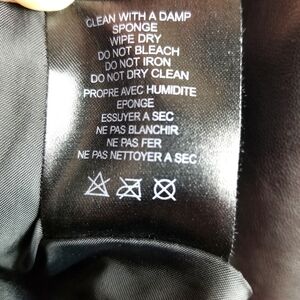 CLEAN WITH A DAMP
SPONGE
WIPE DRY
DO NOT BLEACH
DO NOT IRON
DO NOT DRY CLEAN
PROPRE AVEC HUMIDITE
EPONGE
ESSUYER A SEC
NE PAS BLANCHIR
NE PAS FER
NE PAS NETTOYER A SEC